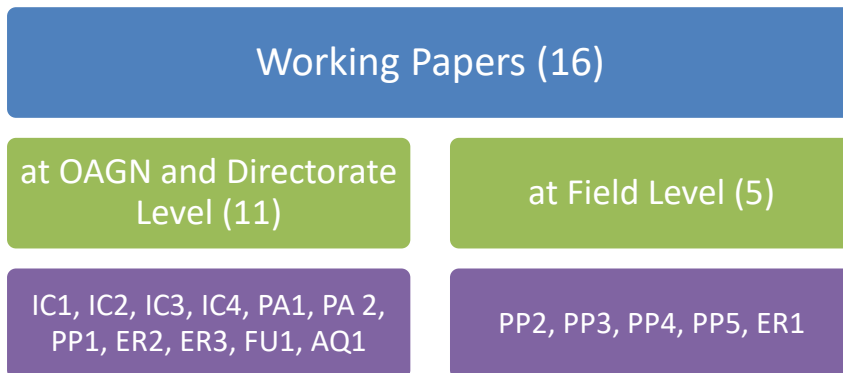 Working Papers (16)
at OAGN and Directorate
Level (11)
at Field Level (5)
IC1, IC2, IC3, IC4, PA1, PA 2,
PP1, ER2, ER3, FU1, AQ1
PP2, PP3, PP4, PP5, ER1